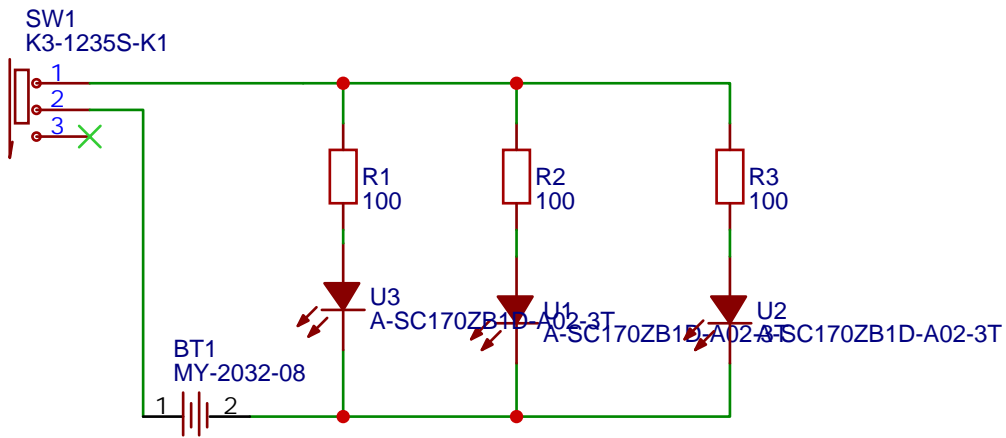 SW1
K3-1235S-K1
1
2
3
R1
100
R2
100
R3
100
U3
A-SC170ZB1D-A02-3T
U1
A-SC170ZB1D-A02-3T
U2
A-SC170ZB1D-A02-3T
BT1
MY-2032-08
1
2